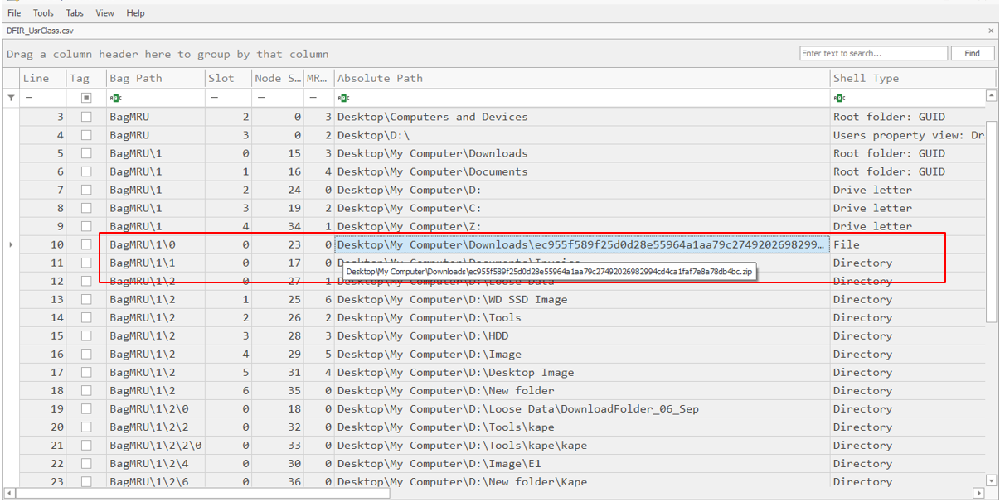 File Tools Tabs View Help
DFIR_UsrClass.csv ×
Drag a column header here to group by that column Enter text to search... Find
Line Tag Bag Path Slot Node S... MR... Absolute Path Shell Type
= ■ ABC = = = ABC ABC
3 BagMRU 2 0 3 Desktop\Computers and Devices Root folder: GUID
4 BagMRU 3 0 2 Desktop\D:\ Users property view: Dr
5 BagMRU\1 0 15 3 Desktop\My Computer\Downloads Root folder: GUID
6 BagMRU\1 1 16 4 Desktop\My Computer\Documents Root folder: GUID
7 BagMRU\1 2 24 0 Desktop\My Computer\D: Drive letter
8 BagMRU\1 3 19 2 Desktop\My Computer\C: Drive letter
9 BagMRU\1 4 34 1 Desktop\My Computer\Z: Drive letter
10 BagMRU\1\0 0 23 0 Desktop\My Computer\Downloads\ec955f589f25d0d28e55964a1aa79c2749202698299... File
11 BagMRU\1\1 0 17 0 Desktop\My Computer\Documents\Invoices Directory
Desktop\My Computer\Downloads\ec955f589f25d0d28e55964a1aa79c27492026982994cd4ca1faf7e8a78db4bc.zip
12 BagMRU\1\2 0 27 1 Desktop\My Computer\D:\Loose Data Directory
13 BagMRU\1\2 1 25 6 Desktop\My Computer\D:\WD SSD Image Directory
14 BagMRU\1\2 2 26 2 Desktop\My Computer\D:\Tools Directory
15 BagMRU\1\2 3 28 3 Desktop\My Computer\D:\HDD Directory
16 BagMRU\1\2 4 29 5 Desktop\My Computer\D:\Image Directory
17 BagMRU\1\2 5 31 4 Desktop\My Computer\D:\Desktop Image Directory
18 BagMRU\1\2 6 35 0 Desktop\My Computer\D:\New folder Directory
19 BagMRU\1\2\0 0 18 0 Desktop\My Computer\D:\Loose Data\DownloadFolder_06_Sep Directory
20 BagMRU\1\2\2 0 32 0 Desktop\My Computer\D:\Tools\kape Directory
21 BagMRU\1\2\2\0 0 33 0 Desktop\My Computer\D:\Tools\kape\kape Directory
22 BagMRU\1\2\4 0 30 0 Desktop\My Computer\D:\Image\E1 Directory
23 BagMRU\1\2\6 0 36 0 Desktop\My Computer\D:\New folder\Kape Directory